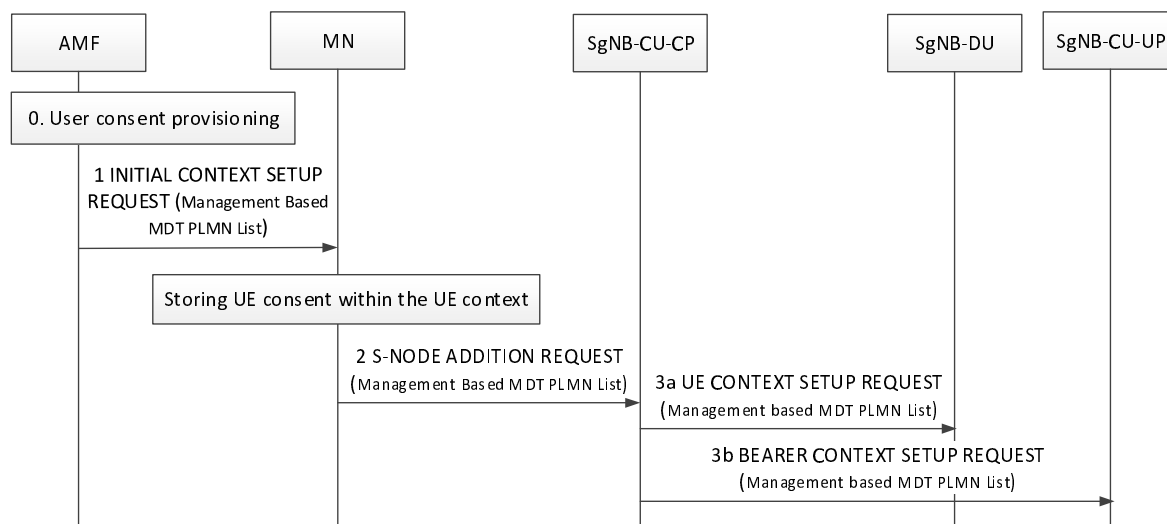 AMF
MN
SgNB-CU-CP
SgNB-DU
SgNB-CU-UP
0. User consent provisioning
1 INITIAL CONTEXT SETUP
REQUEST (Management Based
MDT PLMN List)
Storing UE consent within the UE context
2 S-NODE ADDITION REQUEST
(Management Based MDT PLMN List)
3a UE CONTEXT SETUP REQUEST
(Management based MDT PLMN List)
3b BEARER CONTEXT SETUP REQUEST
(Management based MDT PLMN List)